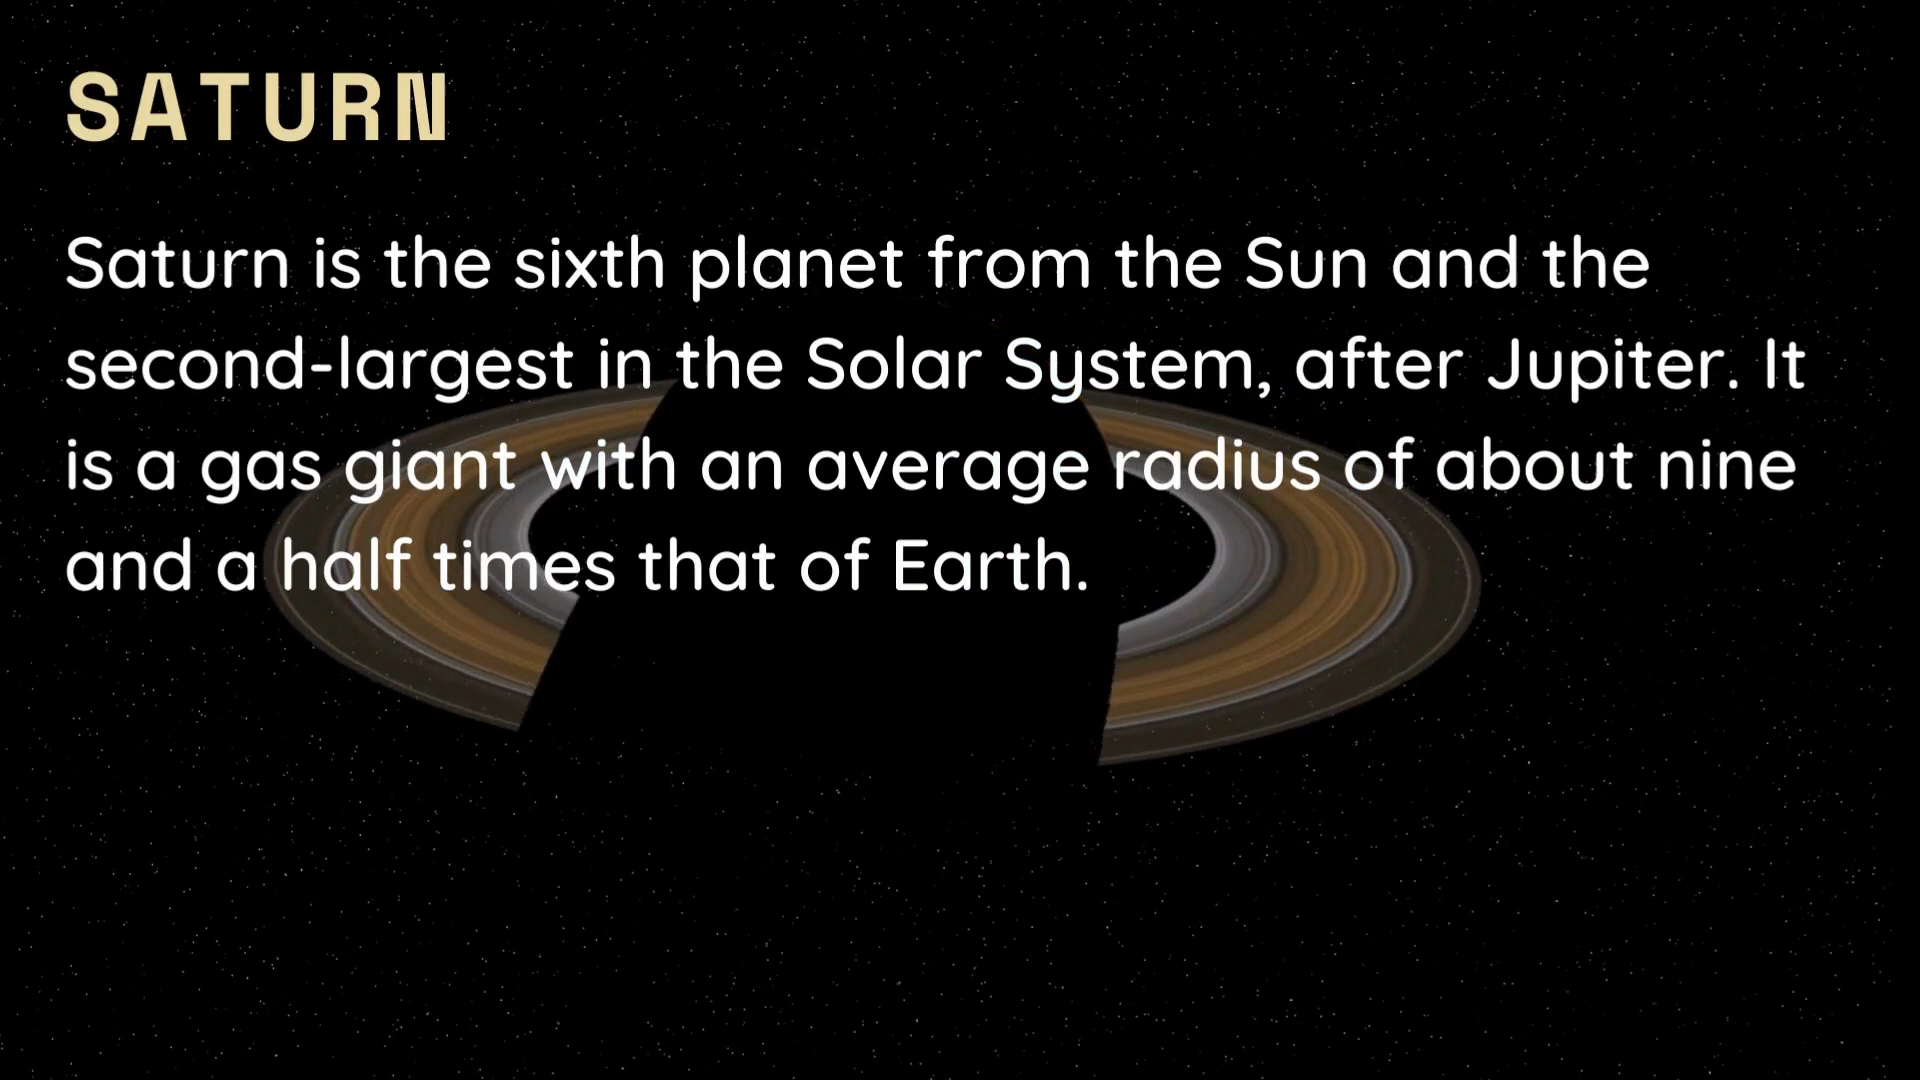 SATURN
Saturn is the sixth planet from the Sun and the
second-largest in the Solar System, after Jupiter. It
is a gas giant with an average radius of about nine
and a half times that of Earth.